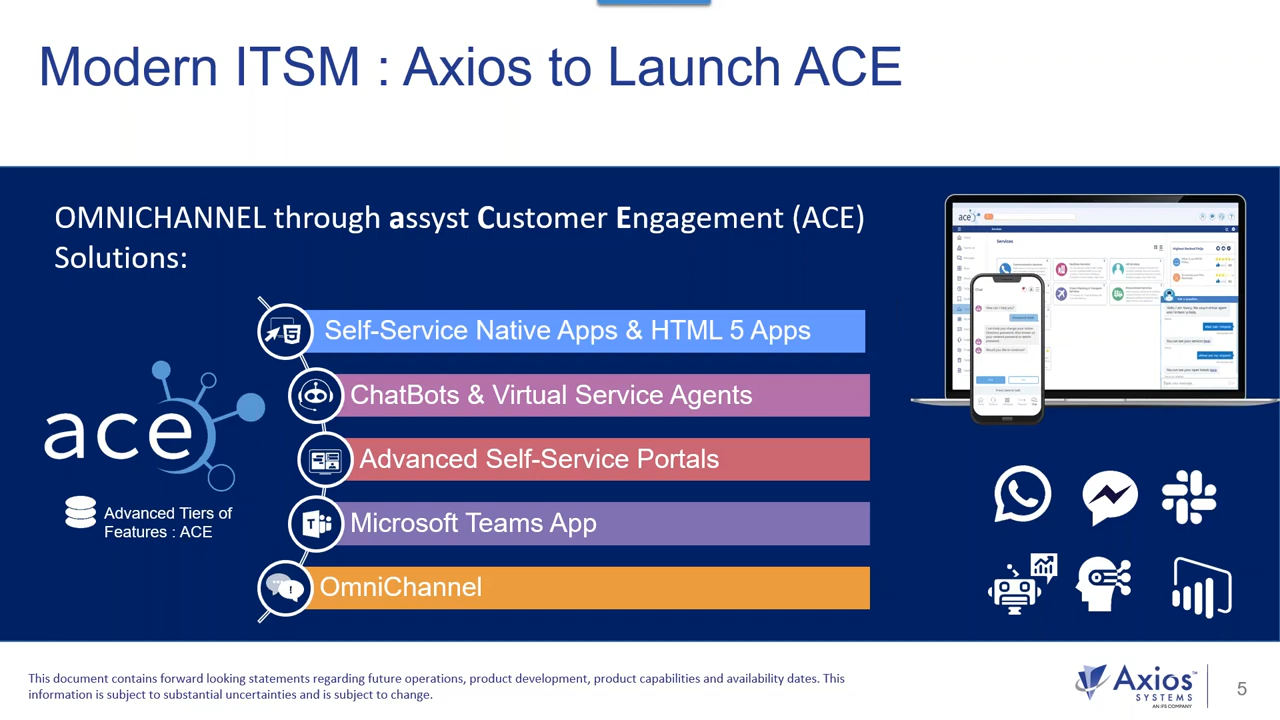 Modern ITSM : Axios to Launch ACE
OMNICHANNEL through assyst Customer Engagement (ACE)
Solutions:
Self-Service Native Apps & HTML 5 Apps
ChatBots & Virtual Service Agents
Advanced Self-Service Portals
Microsoft Teams App
OmniChannel
ace
Advanced Tiers of
Features : ACE
ace
Services
This document contains forward looking statements regarding future operations, product development, product capabilities and availability dates. This
information is subject to substantial uncertainties and is subject to change.
Axios
SYSTEMS
AN IFS COMPANY
5